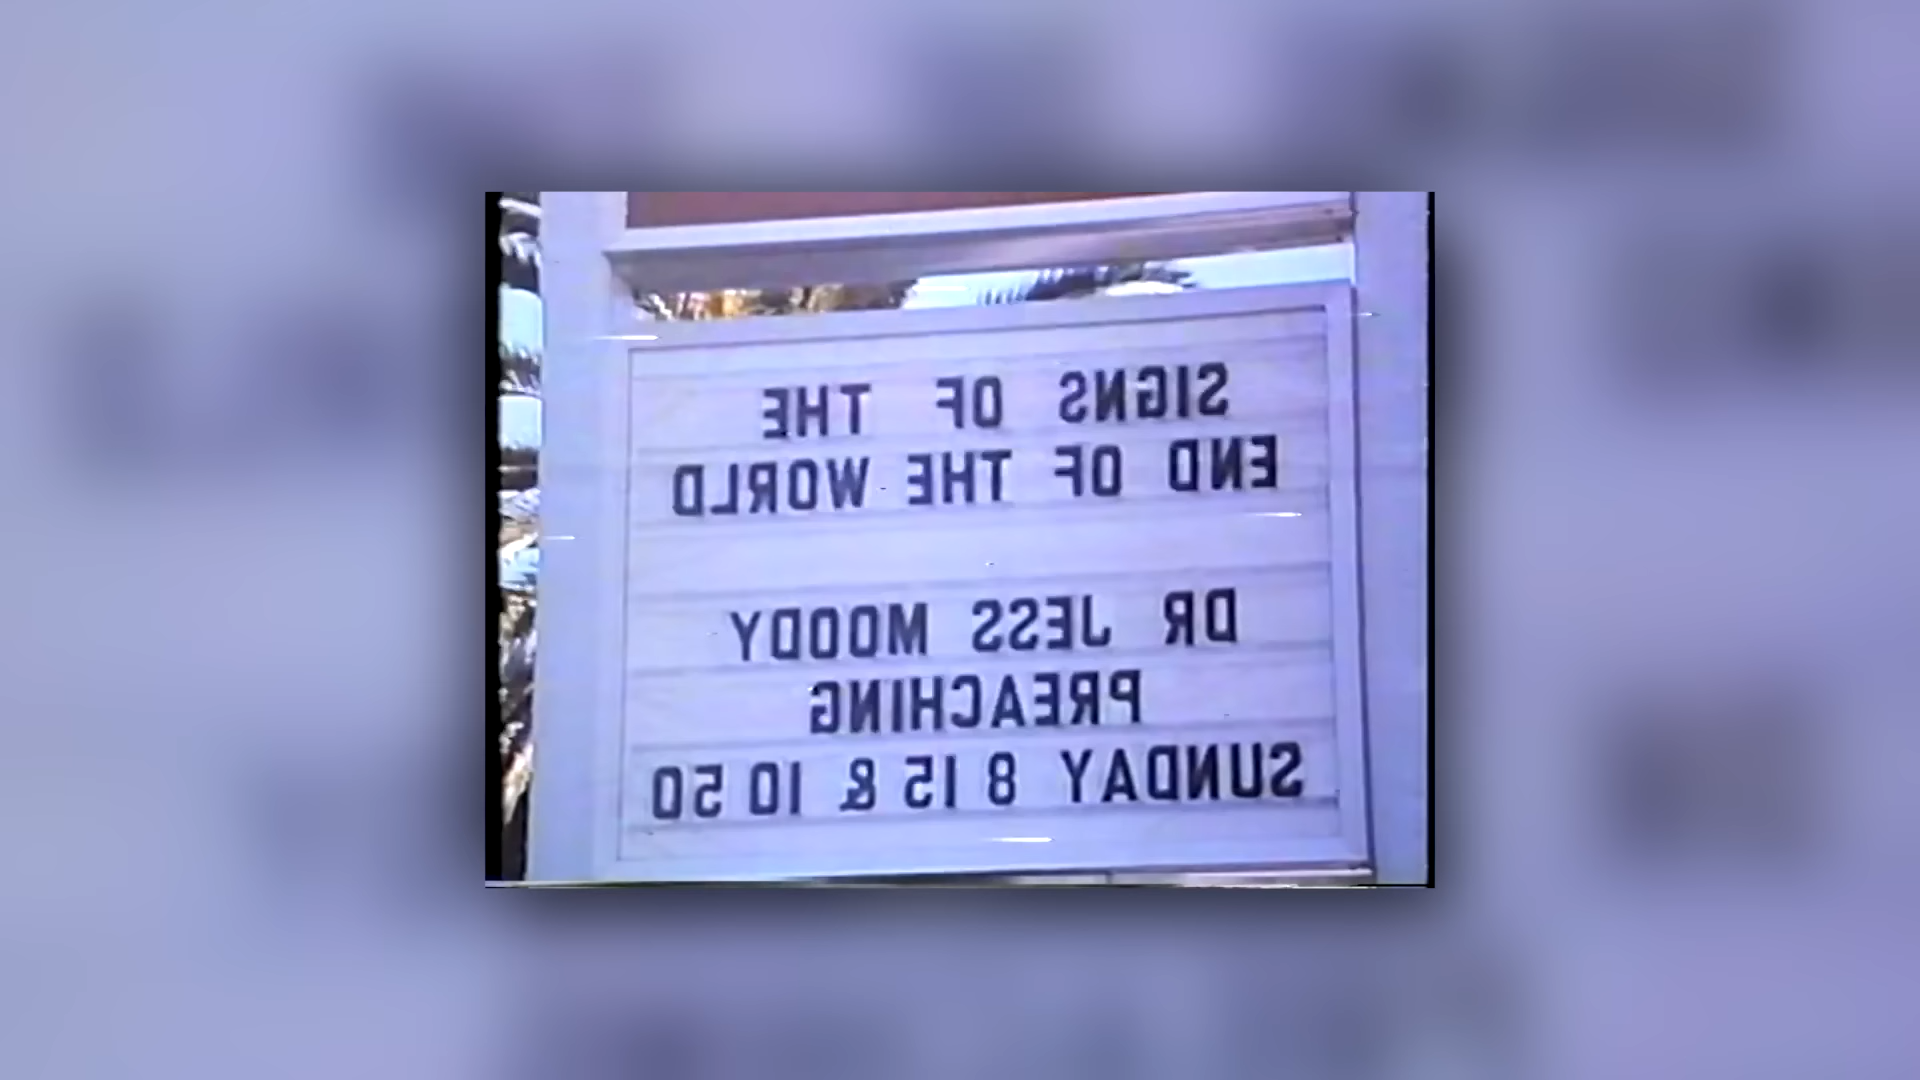 SIGNS OF THE
END OF THE WORLD
DR JESS MOODY
PREACHING
SUNDAY 8 15 & 10 50